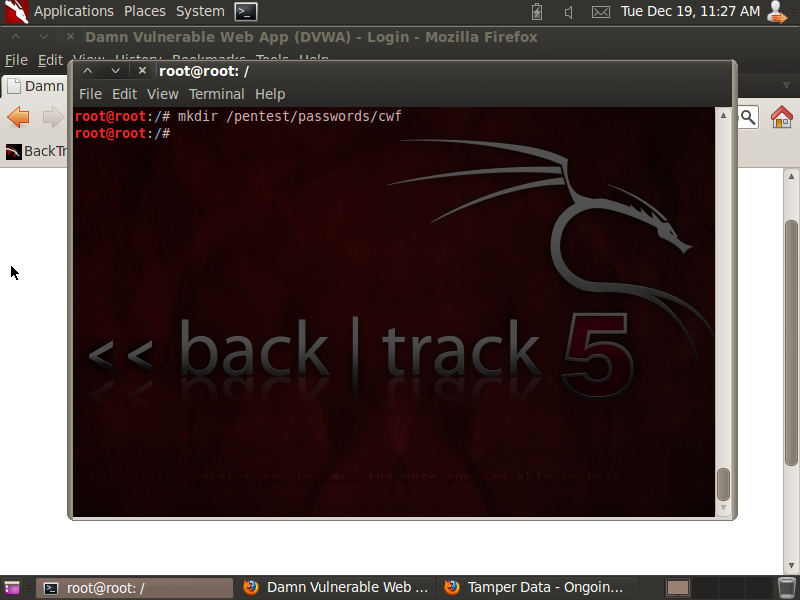 Applications Places System
Tue Dec 19, 11:27 AM
Damn Vulnerable Web App (DVWA) - Login - Mozilla Firefox
File Edit View History Bookmarks Tools Help
root@root: /
Damn
File Edit View Terminal Help
root@root:/# mkdir /pentest/passwords/cwf
root@root:/#
BackTr
<< back | track 5
the quieter you become, the more you are able to hear
root@root: /
Damn Vulnerable Web ...
Tamper Data - Ongoin...